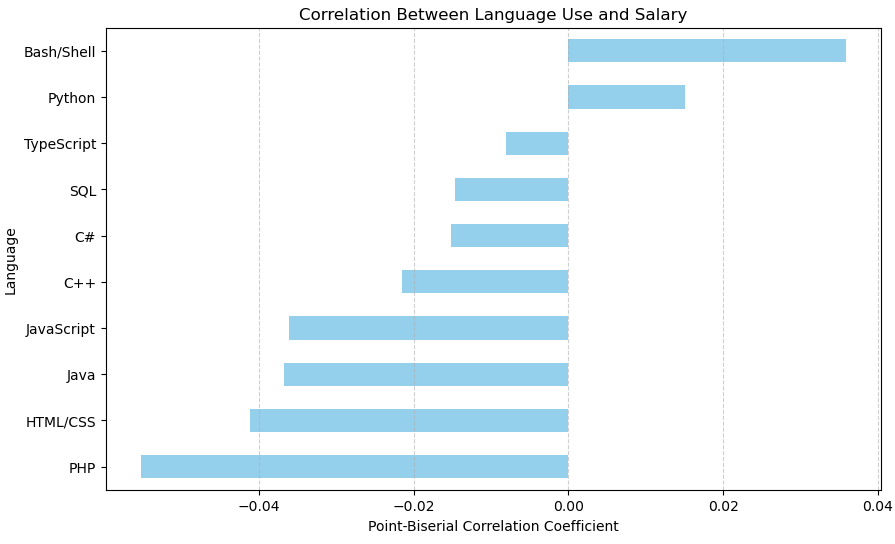 Correlation Between Language Use and Salary
Bash/Shell
Python
TypeScript
SQL
C#
C++
JavaScript
Java
HTML/CSS
PHP
Language
−0.04
−0.02
0.00
0.02
0.04
Point-Biserial Correlation Coefficient